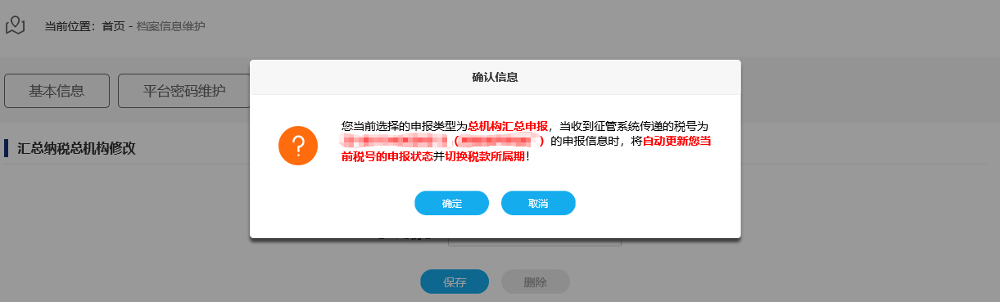 当前位置：首页 - 档案信息维护
基本信息
平台密码维护
确认信息
您当前选择的申报类型为总机构汇总申报，当收到征管系统传递的税号为
（ ）的申报信息时，将自动更新您当
前税号的申报状态并切换税款所属期！
汇总纳税总机构修改
确定
取消
保存
删除